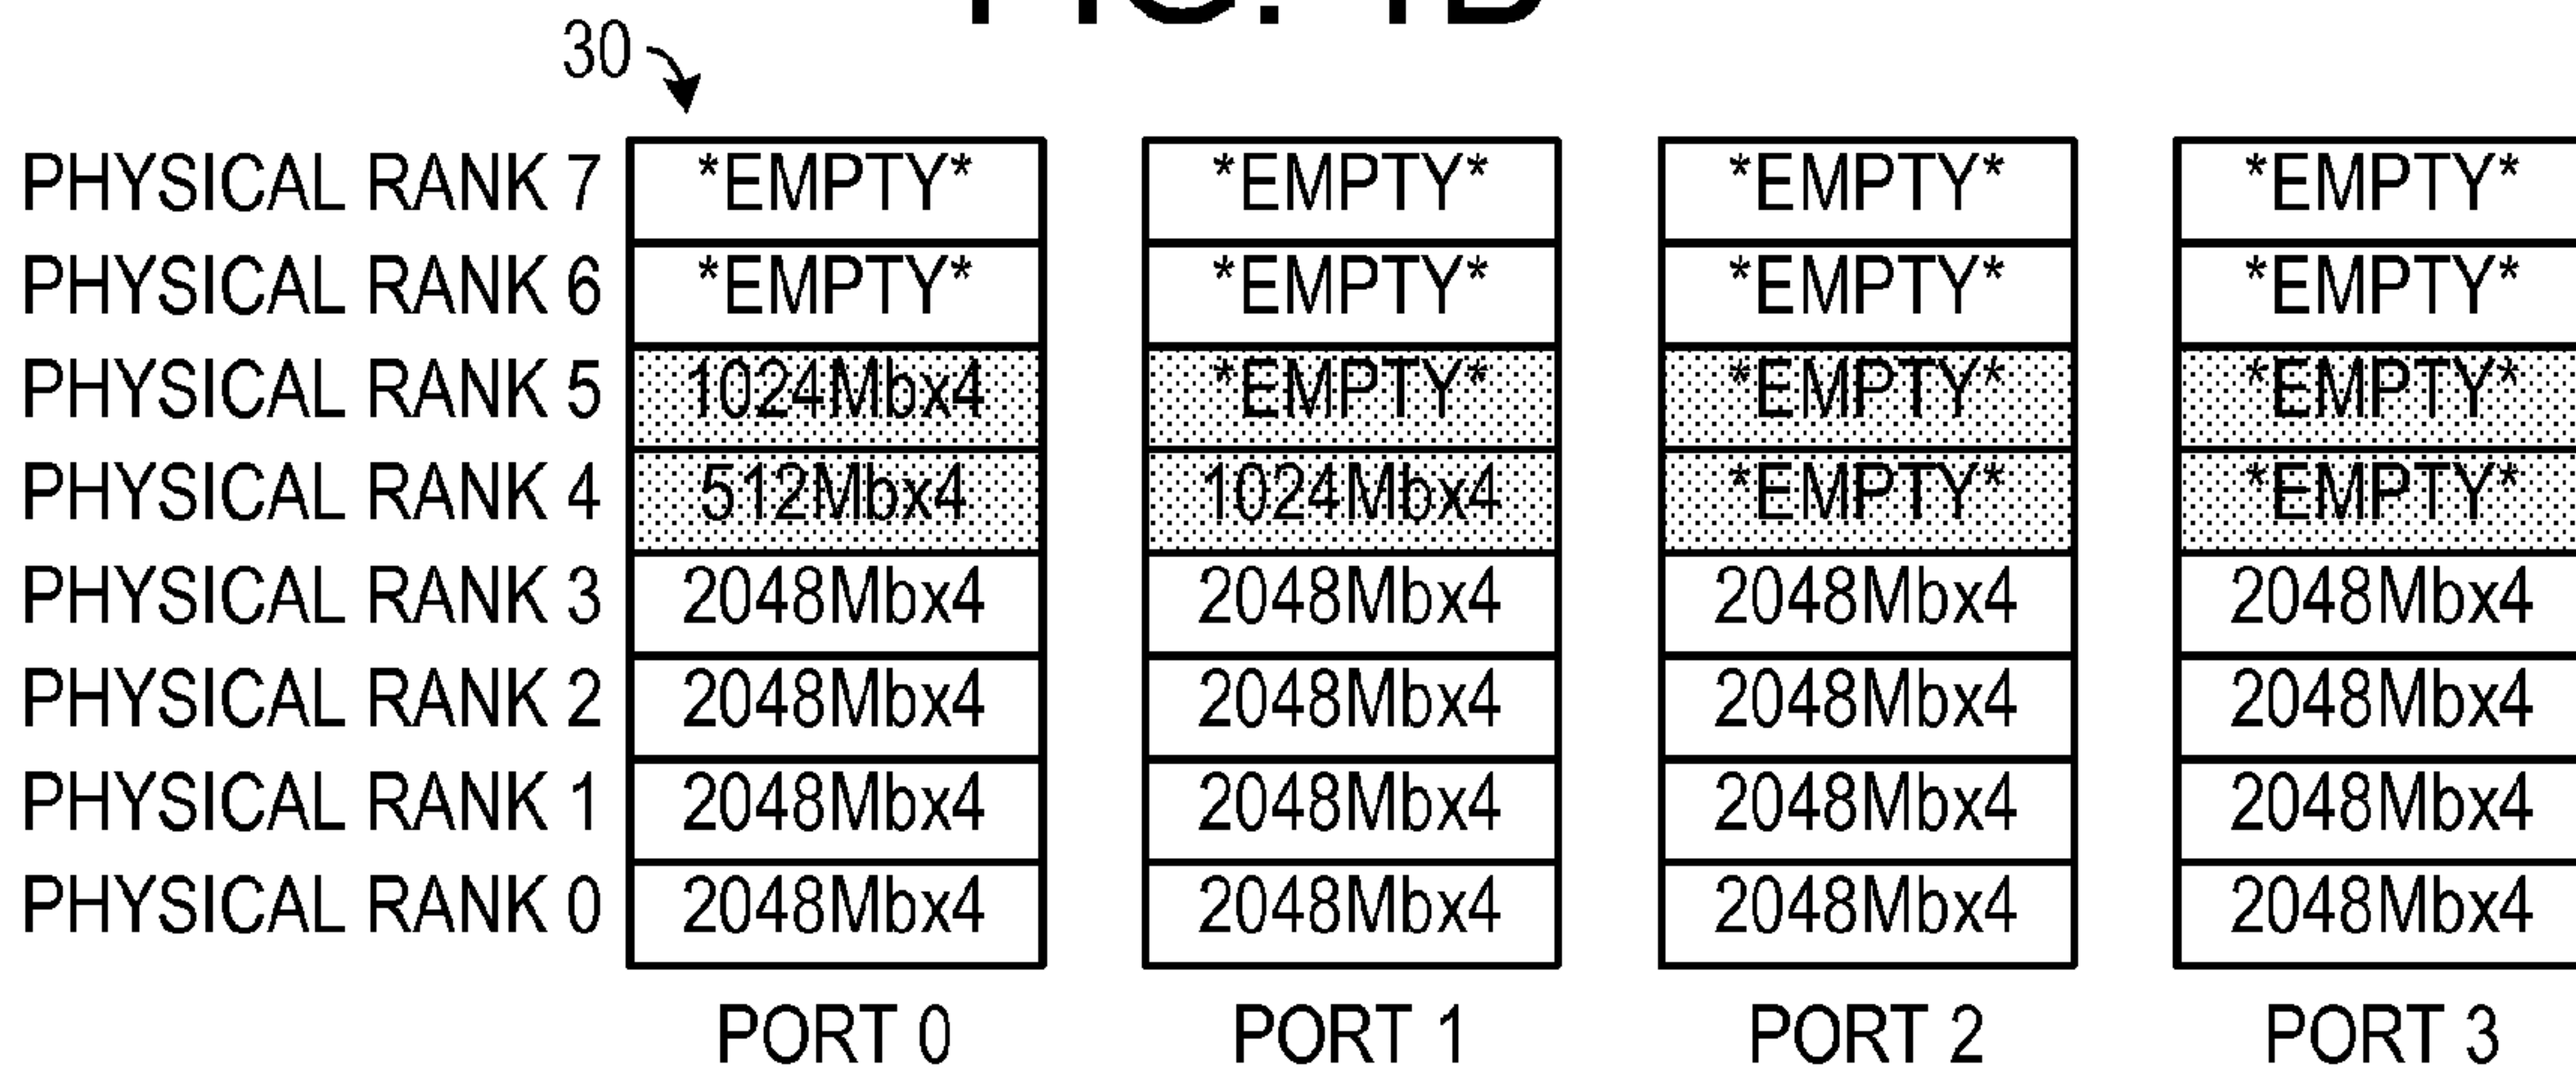 30
PHYSICAL RANK 7 *EMPTY* *EMPTY* *EMPTY* *EMPTY*
PHYSICAL RANK 6 *EMPTY* *EMPTY* *EMPTY* *EMPTY*
PHYSICAL RANK 5 1024Mbx4 *EMPTY* *EMPTY* *EMPTY*
PHYSICAL RANK 4 512Mbx4 1024Mbx4 *EMPTY* *EMPTY*
PHYSICAL RANK 3 2048Mbx4 2048Mbx4 2048Mbx4 2048Mbx4
PHYSICAL RANK 2 2048Mbx4 2048Mbx4 2048Mbx4 2048Mbx4
PHYSICAL RANK 1 2048Mbx4 2048Mbx4 2048Mbx4 2048Mbx4
PHYSICAL RANK 0 2048Mbx4 2048Mbx4 2048Mbx4 2048Mbx4
PORT 0 PORT 1 PORT 2 PORT 3